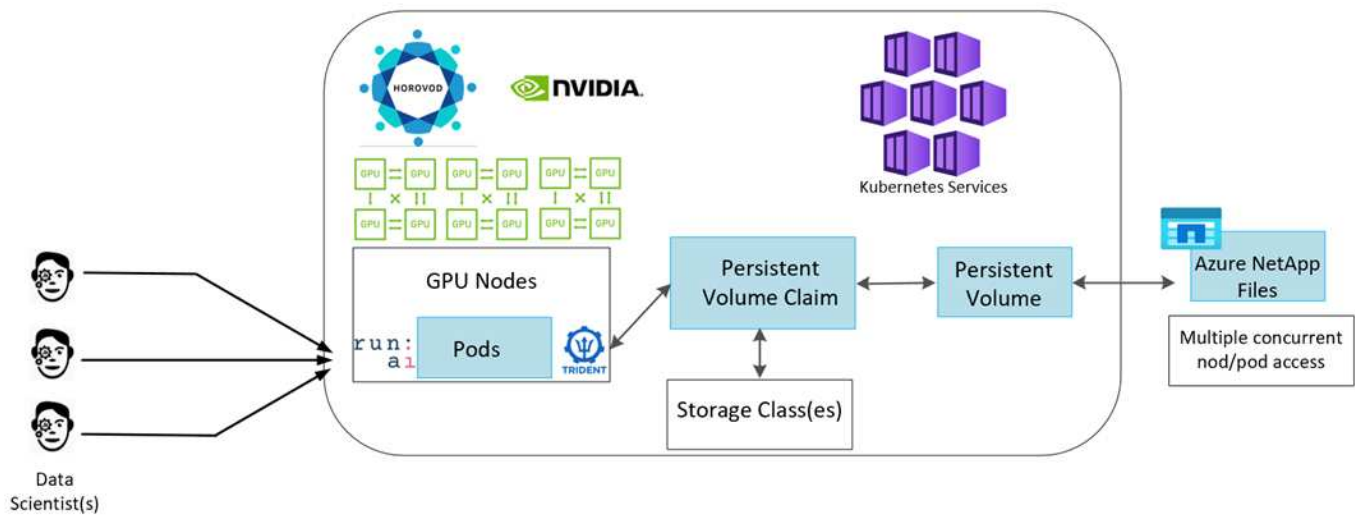 HOROVOD
NVIDIA.
GPU GPU GPU GPU GPU GPU
GPU GPU GPU GPU GPU GPU
Kubernetes Services
GPU Nodes
run:
ai
Pods
TRIDENT
Persistent
Volume Claim
Storage Class(es)
Persistent
Volume
Azure NetApp
Files
Multiple concurrent
nod/pod access
Data
Scientist(s)